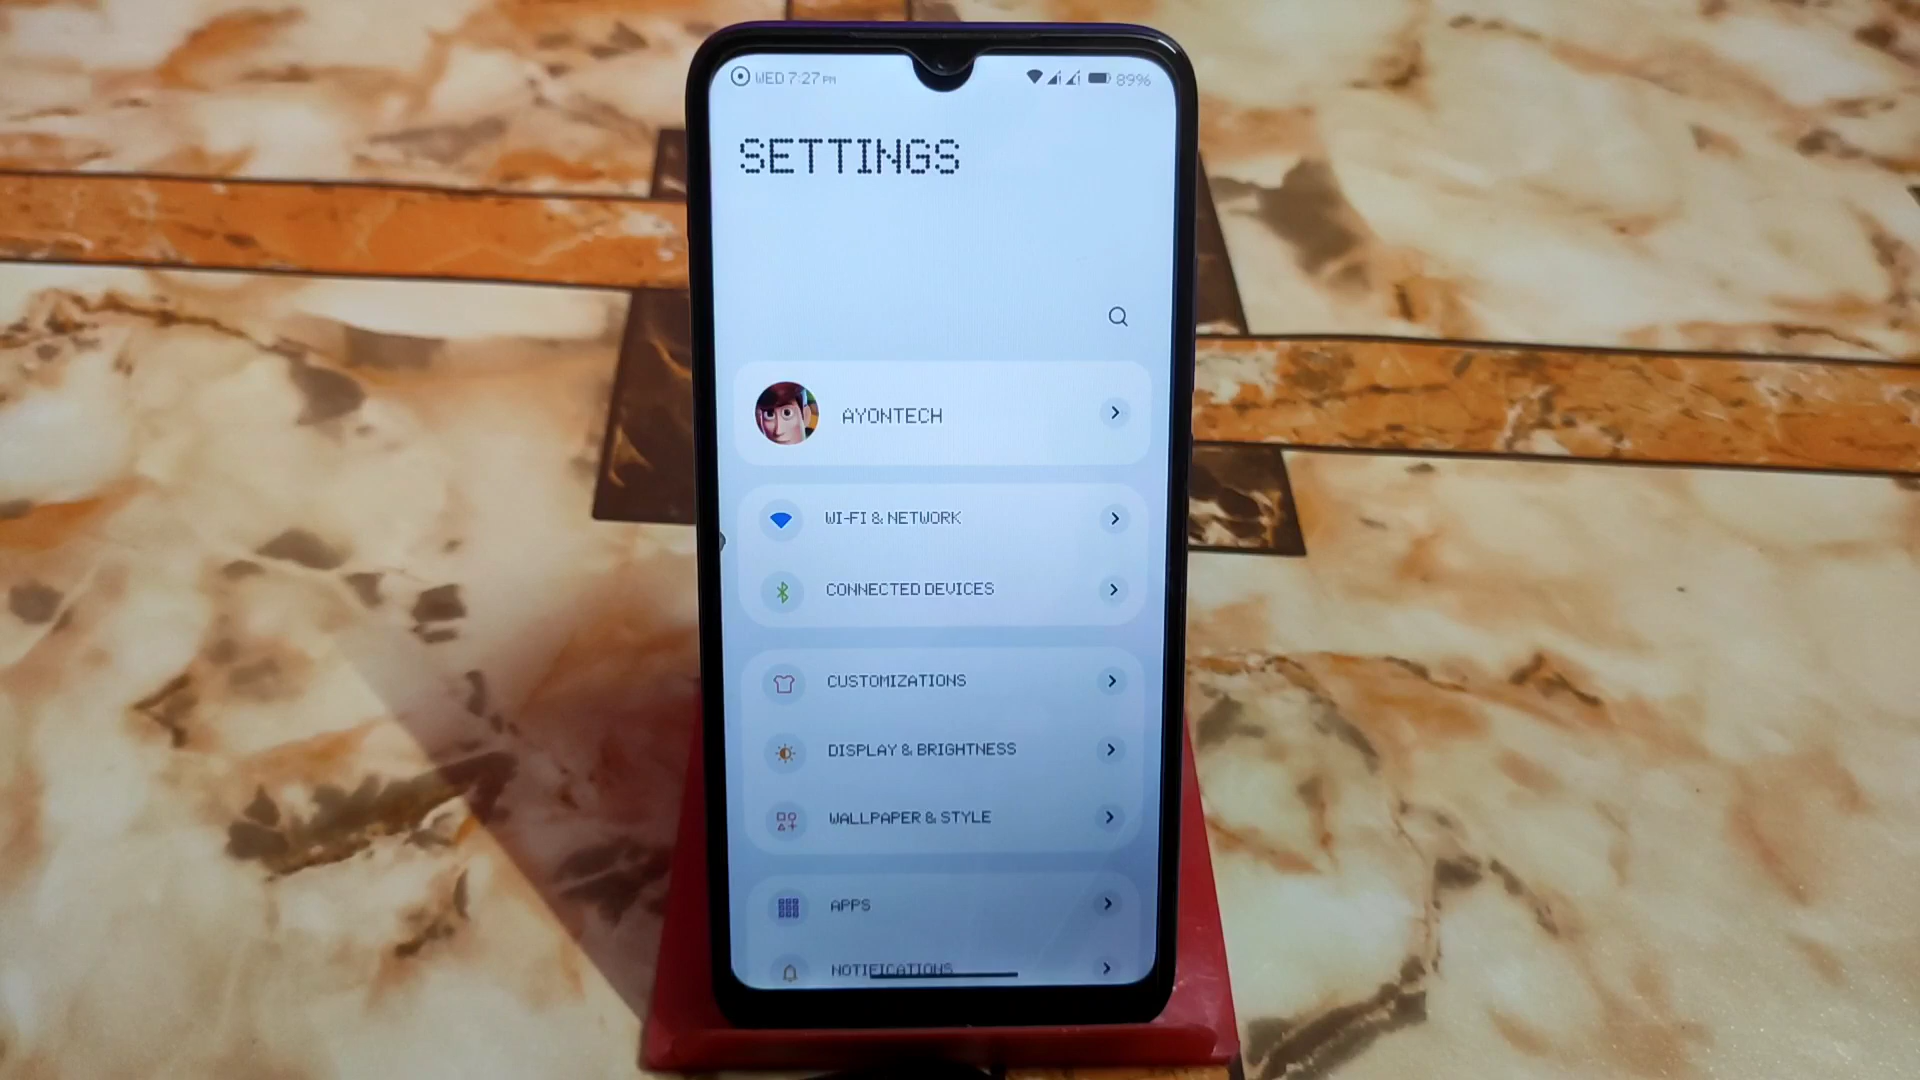 WED 7:27 PM 89%
SETTINGS
AYONTECH
WI-FI & NETWORK
CONNECTED DEVICES
CUSTOMIZATIONS
DISPLAY & BRIGHTNESS
WALLPAPER & STYLE
APPS
NOTIFICATIONS